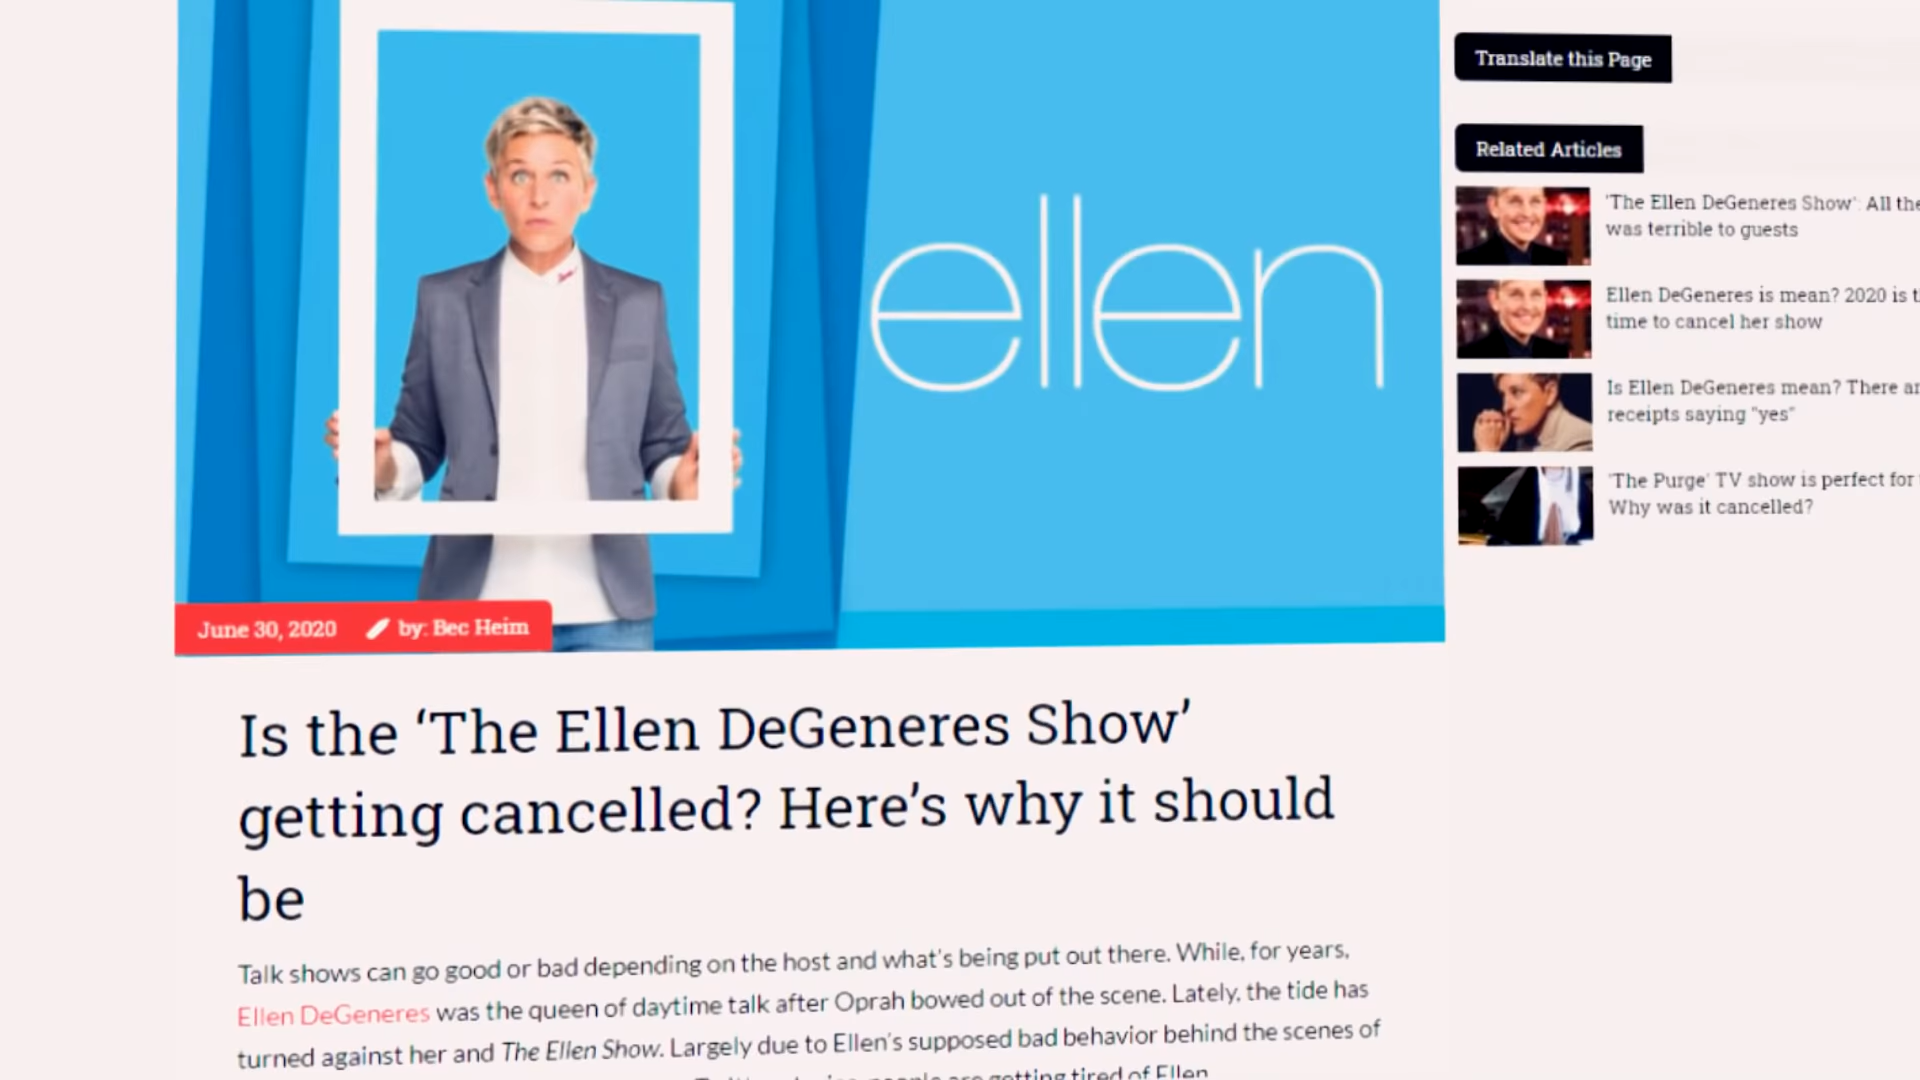 Translate this Page
Related Articles
'The Ellen DeGeneres Show': All the
was terrible to guests
Ellen DeGeneres is mean? 2020 is
time to cancel her show
Is Ellen DeGeneres mean? There
receipts saying "yes"
'The Purge' TV show is perfect for
Why was it cancelled?
ellen
June 30, 2020 by: Bec Heim
Is the ‘The Ellen DeGeneres Show’
getting cancelled? Here’s why it should
be
Talk shows can go good or bad depending on the host and what's being put out there. While, for years,
Ellen DeGeneres was the queen of daytime talk after Oprah bowed out of the scene. Lately, the tide has
turned against her and The Ellen Show. Largely due to Ellen's supposed bad behavior behind the scenes of
people are getting tired of Ellen